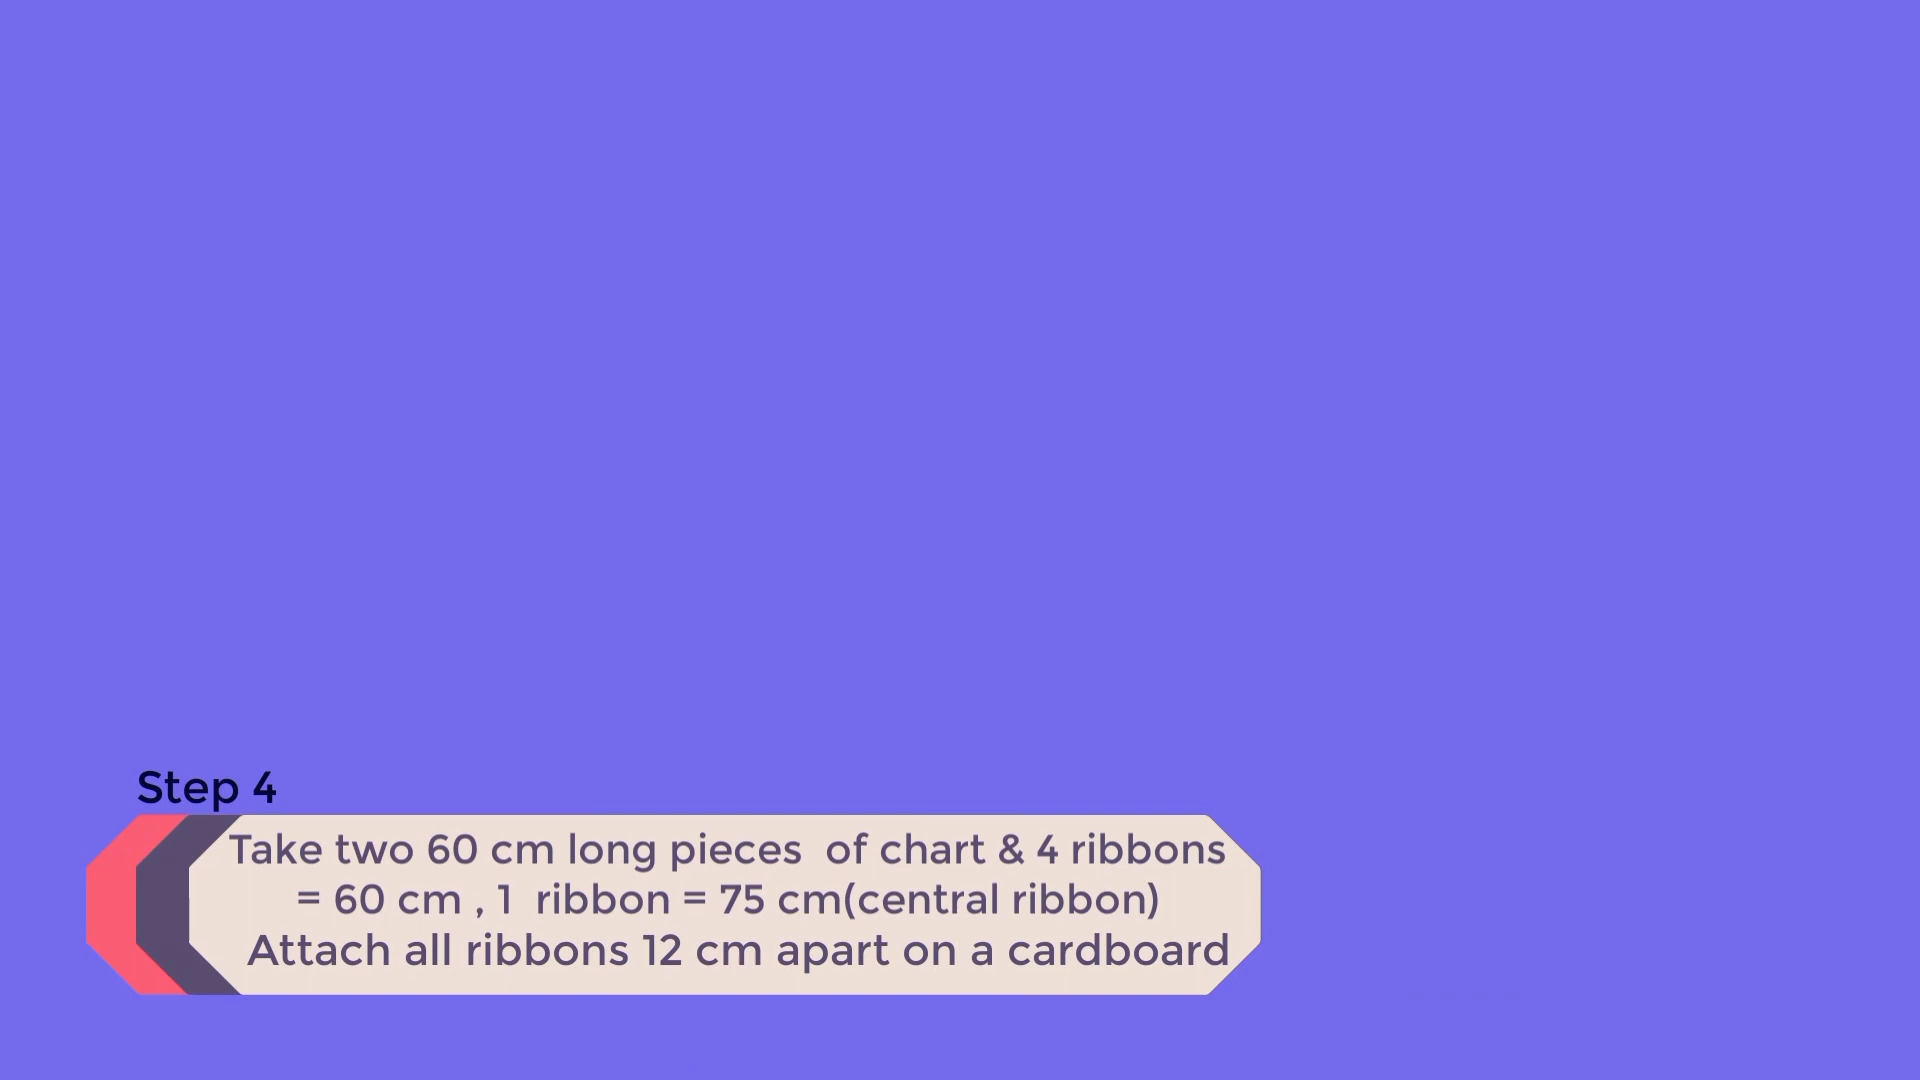 Step 4
Take two 60 cm long pieces  of chart & 4 ribbons
= 60 cm , 1  ribbon = 75 cm(central ribbon)
Attach all ribbons 12 cm apart on a cardboard